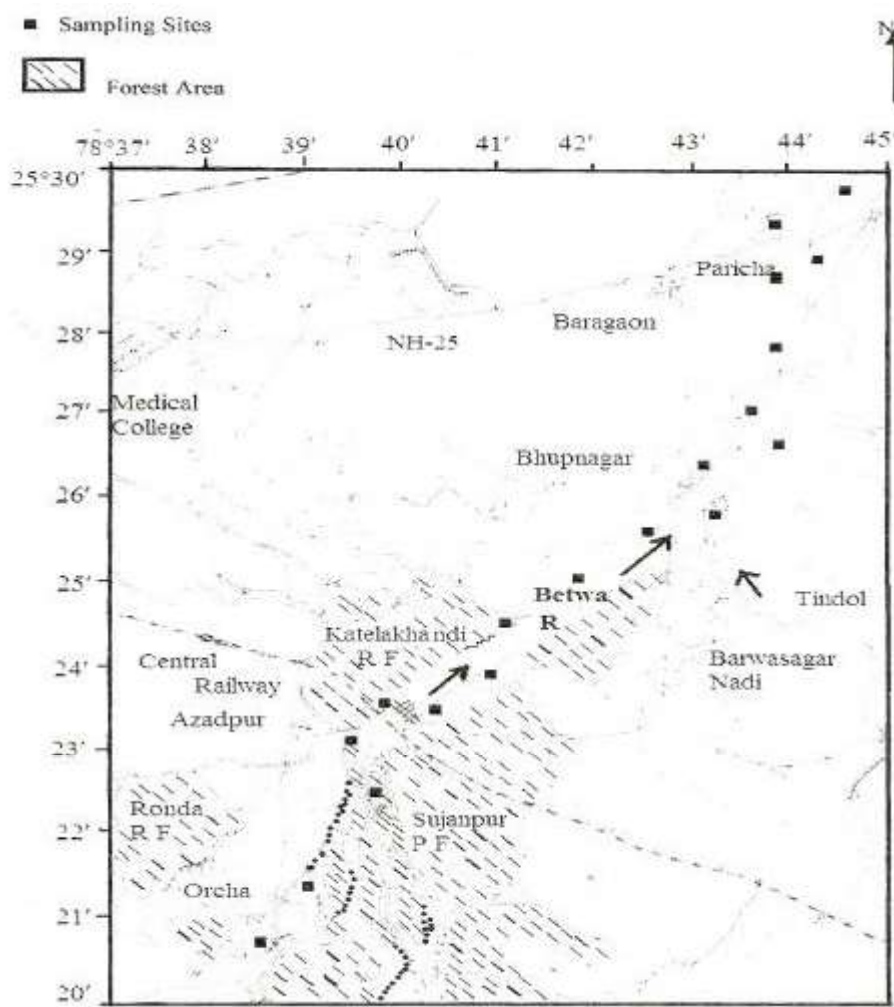 Sampling Sites
N
Forest Area
78°37' 38' 39' 40' 41' 42' 43' 44' 45
25°30'
29'
Paricha
28'
Baragaon
NH-25
27'
Medical
College
Bhupnagar
26'
25'
Betwa
R
Tindol
Katelakhandi
R F
24'
Central
Railway
Barwasagar
Nadi
Azadpur
23'
22'
Ronda
R F
Sujanpur
P F
Orcha
21'
20'